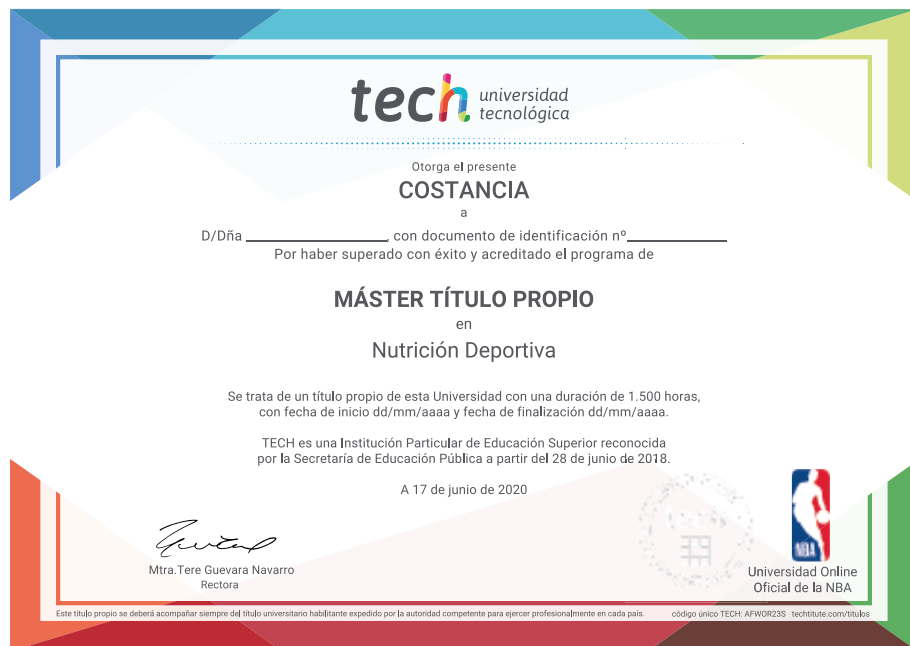 tech universidad
tecnológica
Otorga el presente
COSTANCIA
a
D/Dña ______________, con documento de identificación nº__________
Por haber superado con éxito y acreditado el programa de
MÁSTER TÍTULO PROPIO
en
Nutrición Deportiva
Se trata de un título propio de esta Universidad con una duración de 1.500 horas,
con fecha de inicio dd/mm/aaaa y fecha de finalización dd/mm/aaaa.
TECH es una Institución Particular de Educación Superior reconocida
por la Secretaría de Educación Pública a partir del 28 de junio de 2018.
A 17 de junio de 2020
Mtra.Tere Guevara Navarro
Rectora
NBA
Universidad Online
Oficial de la NBA
Este título propio se deberá acompañar siempre del título universitario habilitante expedido por la autoridad competente para ejercer profesionalmente en cada país. código único TECH: AFWOR23S techtitute.com/titulos